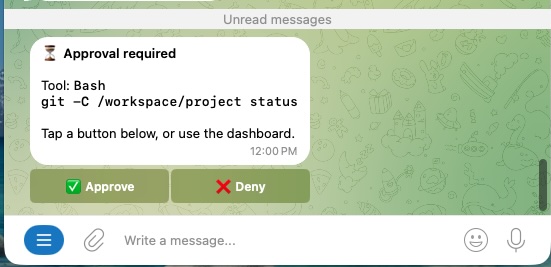 Unread messages
⏳ Approval required
Tool: Bash
git -C /workspace/project status
Tap a button below, or use the dashboard.
12:00 PM
✅ Approve
❌ Deny
Write a message...